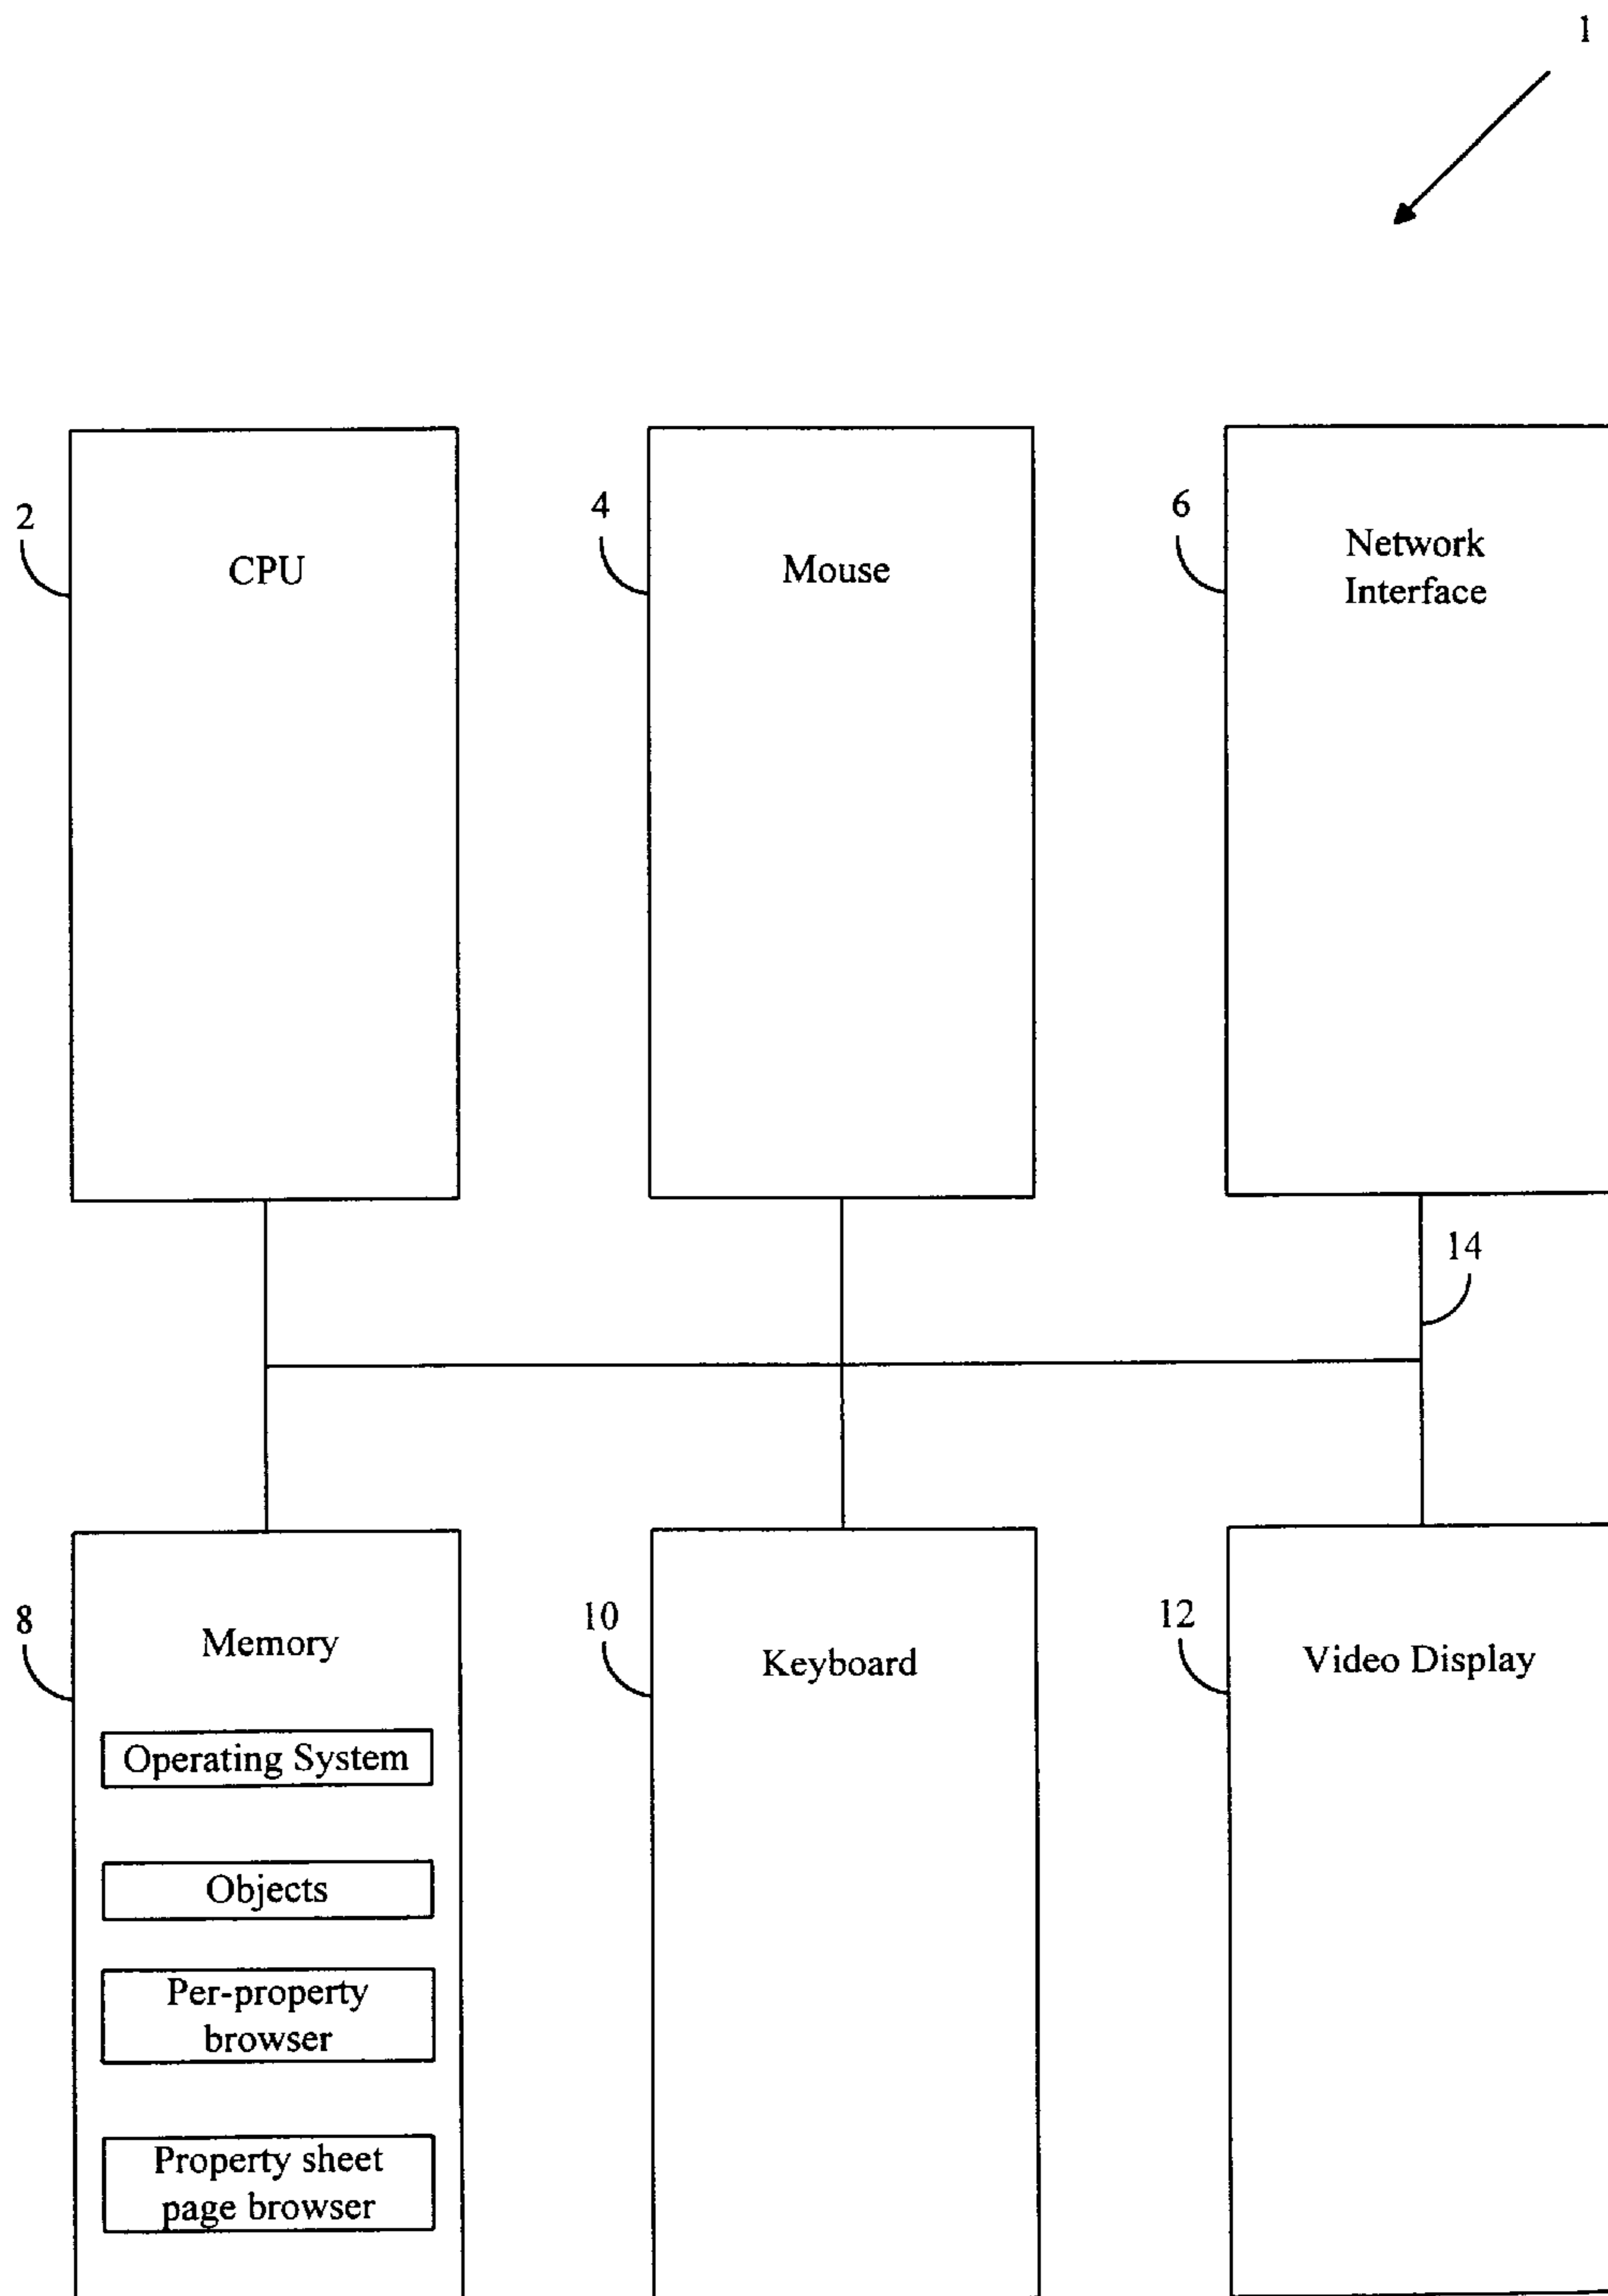 1
2
CPU
4
Mouse
6
Network
Interface
14
8
Memory
Operating System
Objects
Per-property
browser
Property sheet
page browser
10
Keyboard
12
Video Display